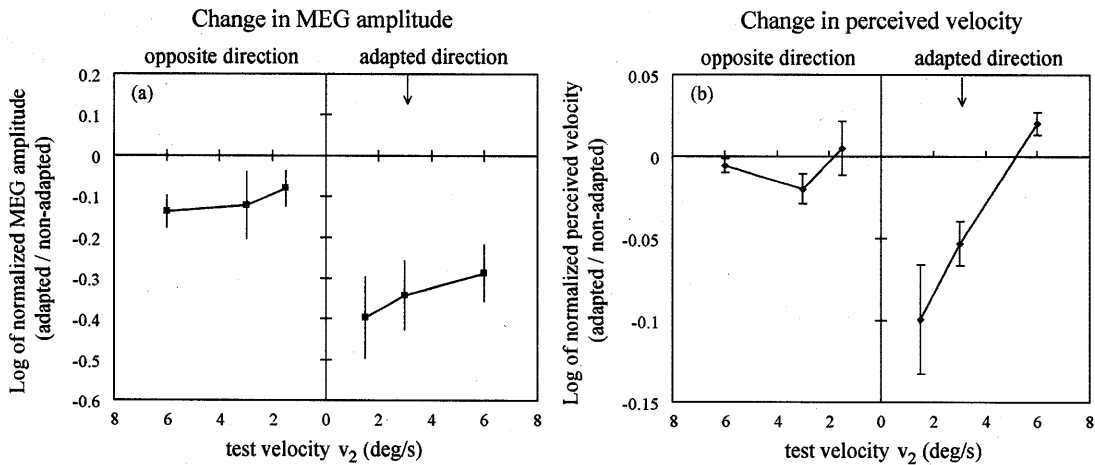 Change in MEG amplitude
opposite direction adapted direction
(a)
0.2
0.1
0
-0.1
-0.2
-0.3
-0.4
-0.5
-0.6
8 6 4 2 0 2 4 6 8
test velocity v2 (deg/s)
Log of normalized MEG amplitude
(adapted / non-adapted)
Change in perceived velocity
opposite direction adapted direction
(b)
0.05
0
-0.05
-0.1
-0.15
8 6 4 2 0 2 4 6 8
test velocity v2 (deg/s)
Log of normalized perceived velocity
(adapted / non-adapted)